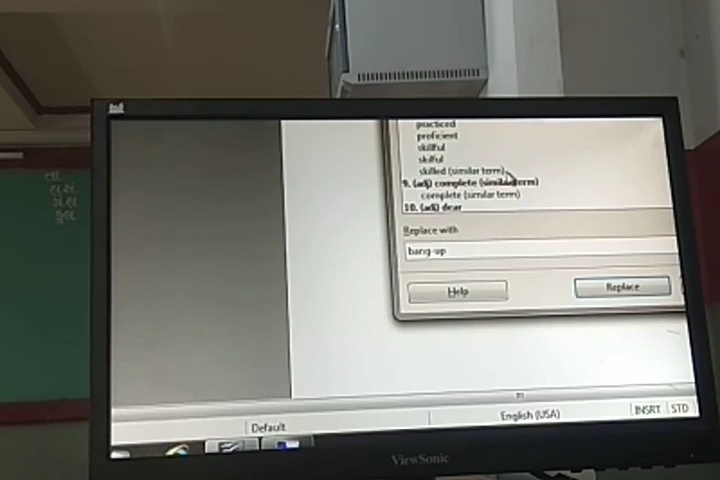 practiced
proficient
skillful
skilful
skilled (similar term)
9. (adj) complete (similar term)
complete (similar term)
10. (adj) dear
Replace with
bang-up
Help
Replace
Default
English (USA)
INSRT
STD
ViewSonic